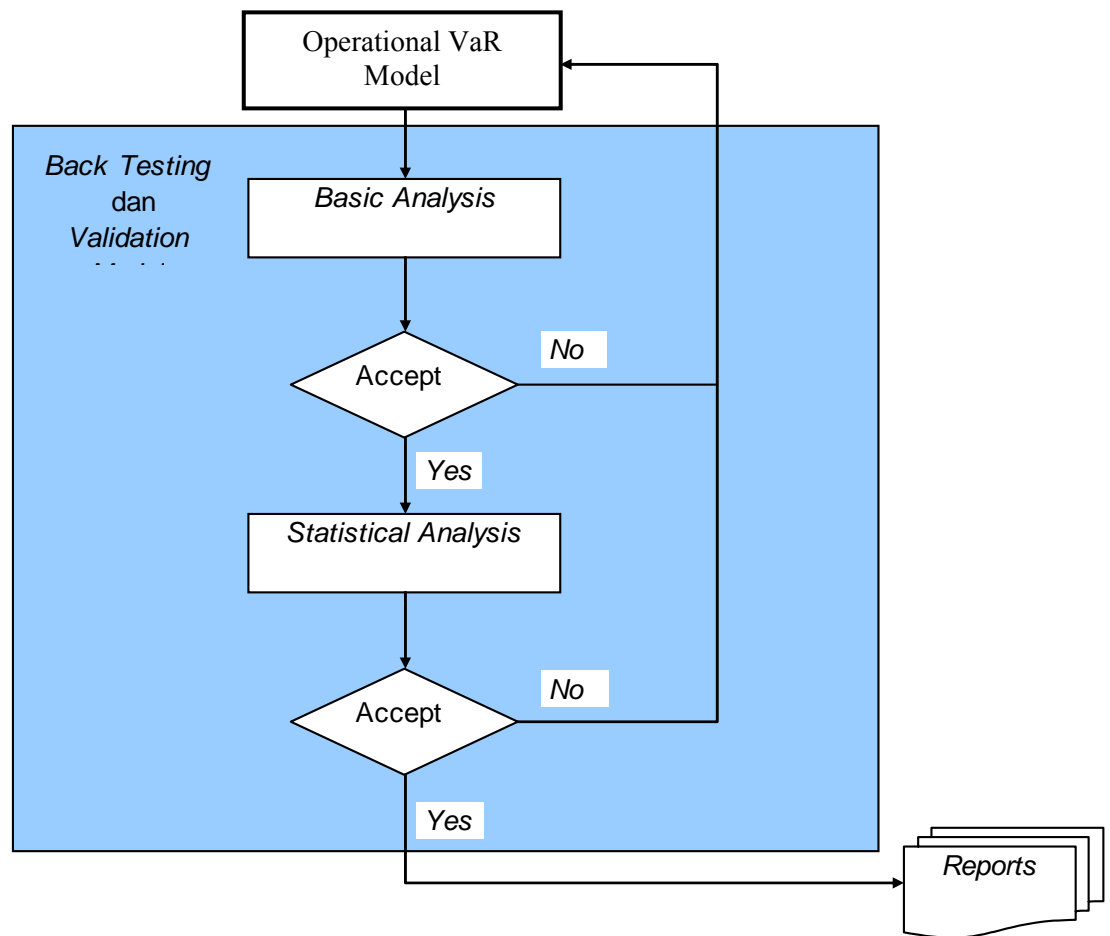 Operational VaR
Model
Back Testing
dan
Validation
Basic Analysis
Accept
No
Yes
Statistical Analysis
Accept
No
Yes
Reports